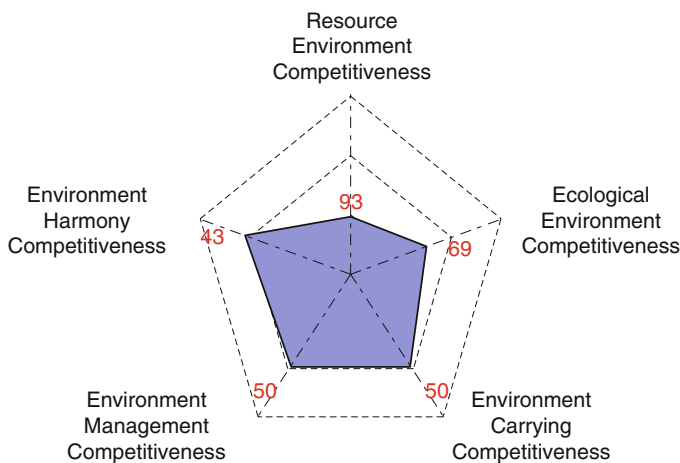 Resource
Environment
Competitiveness
93
Environment
Harmony
Competitiveness
43
Ecological
Environment
Competitiveness
69
50
Environment
Management
Competitiveness
50
Environment
Carrying
Competitiveness